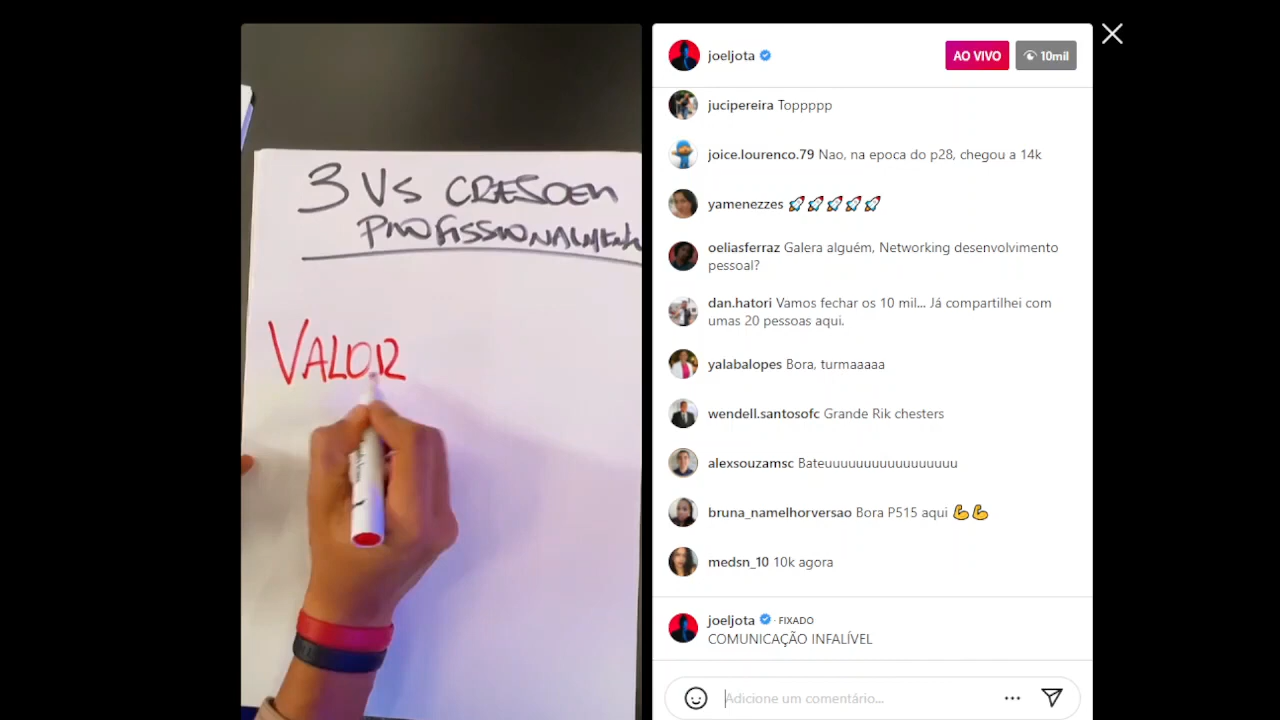 3 Vs CRESCER
PROFISSIONALMENTE
VALOR
joeljota
AO VIVO
10mil
jucipereira Toppppp
joice.lourenco.79 Nao, na epoca do p28, chegou a 14k
yamenezzes 🚀🚀🚀🚀🚀
oeliasferraz Galera alguém, Networking desenvolvimento
pessoal?
dan.hatori Vamos fechar os 10 mil... Já compartilhei com
umas 20 pessoas aqui.
yalabalopes Bora, turmaaaaa
wendell.santosofc Grande Rik chesters
alexsouzamsc Bateuuuuuuuuuuuuuuuuu
bruna_namelhorversao Bora P515 aqui 💪💪
medsn_10 10k agora
joeljota · FIXADO
COMUNICAÇÃO INFALÍVEL
Adicione um comentário...